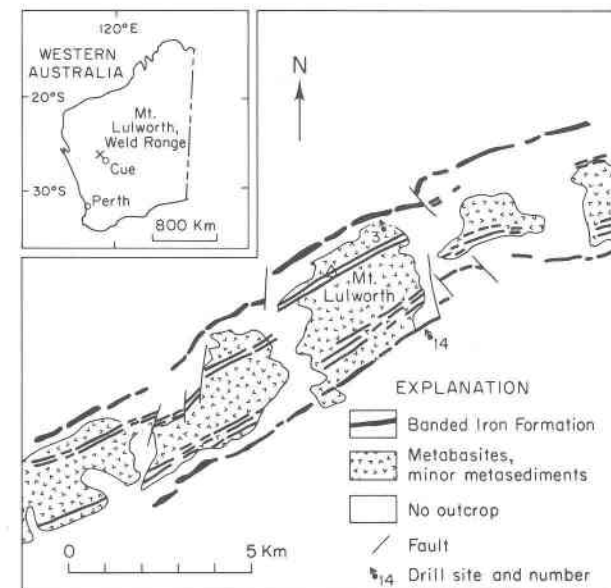 120°E
WESTERN
AUSTRALIA
20°S
Mt.
Lulworth,
Weld Range
Cue
30°S
Perth
800 Km
N
3
Mt.
Lulworth
14
EXPLANATION
Banded Iron Formation
Metabasites,
minor metasediments
No outcrop
Fault
14 Drill site and number
0 5 Km